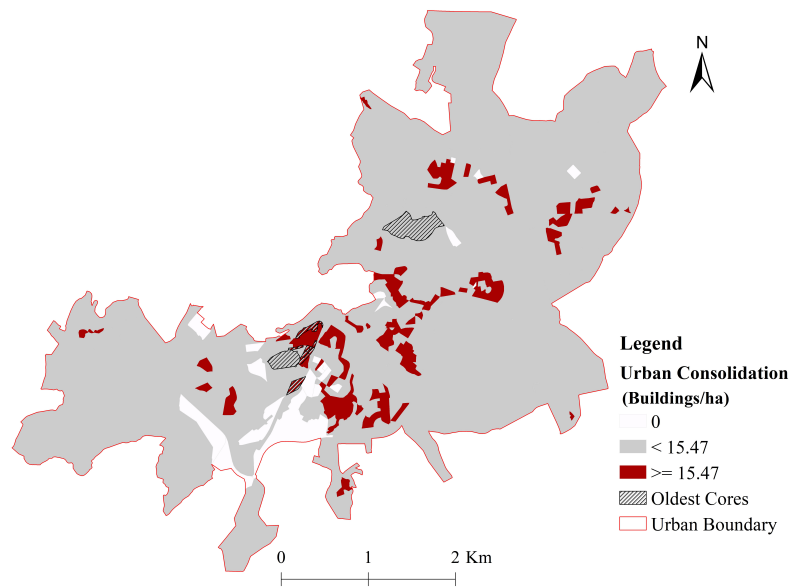 N
Legend
Urban Consolidation
(Buildings/ha)
0
< 15.47
>= 15.47
Oldest Cores
Urban Boundary
0 1 2 Km